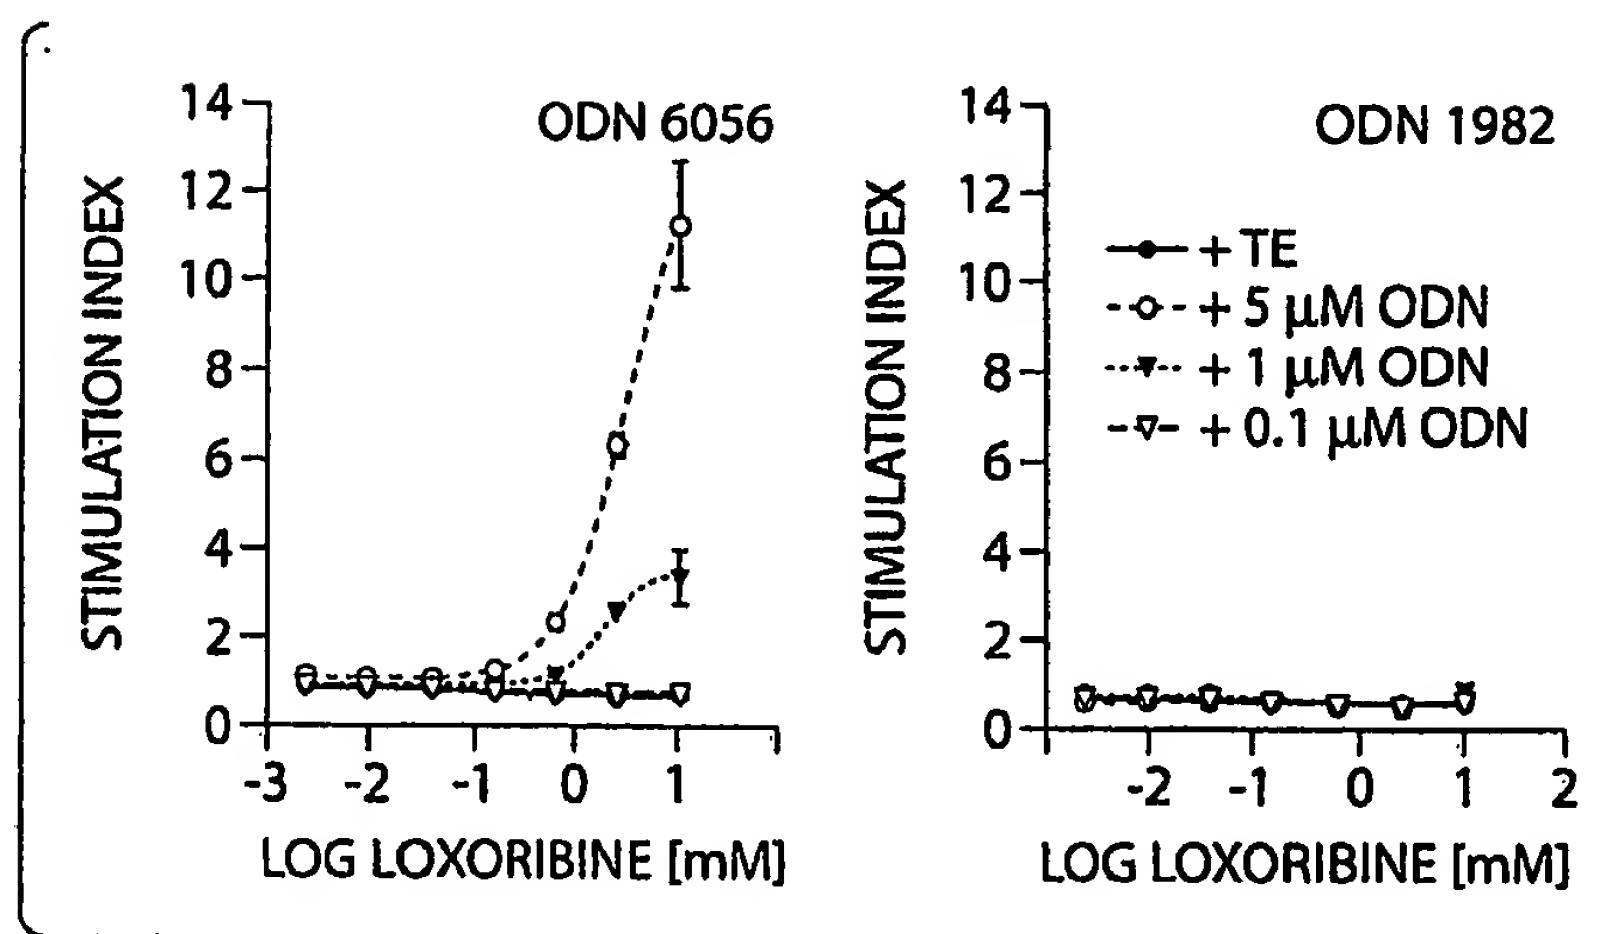 ODN 6056
STIMULATION INDEX
14
12
10
8
6
4
2
0
-3 -2 -1 0 1
LOG LOXORIBINE [mM]
ODN 1982
STIMULATION INDEX
14
12
10
8
6
4
2
0
+ TE
+ 5 μM ODN
+ 1 μM ODN
+ 0.1 μM ODN
-2 -1 0 1 2
LOG LOXORIBINE [mM]